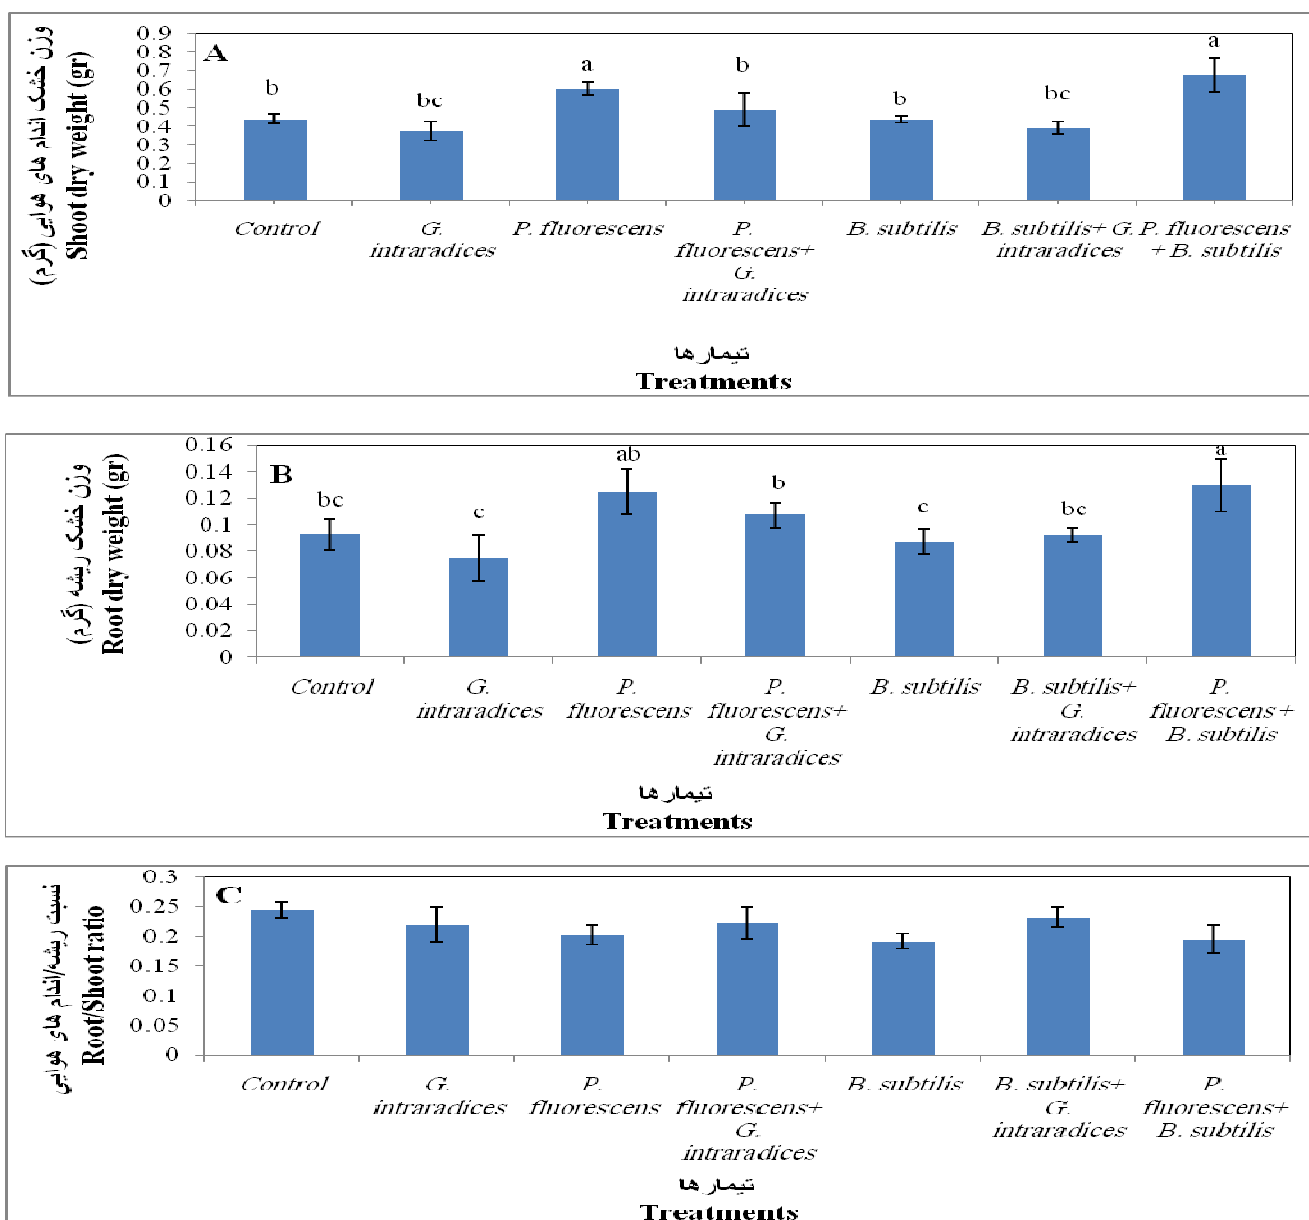 وزن خشک اندام های هوایی (گرم)
Shoot dry weight (gr)
0.9
0.8
0.7
0.6
0.5
0.4
0.3
0.2
0.1
0
A
b
bc
a
b
b
bc
a
Control
G.
intraradices
P. fluorescens
P.
fluorescens+
G.
intraradices
B. subtilis
B. subtilis+ G.
intraradices
P. fluorescens
+ B. subtilis
تیمارها
Treatments
وزن خشک ریشه (گرم)
Root dry weight (gr)
0.16
0.14
0.12
0.1
0.08
0.06
0.04
0.02
0
B
bc
c
ab
b
c
bc
a
Control
G.
intraradices
P.
fluorescens
P.
fluorescens+
G.
intraradices
B. subtilis
B. subtilis+
G.
intraradices
P.
fluorescens+
B. subtilis
تیمارها
Treatments
نسبت ریشه/اندام های هوایي
Root/Shoot ratio
0.3
0.25
0.2
0.15
0.1
0.05
0
C
Control
G.
intraradices
P.
fluorescens
P.
fluorescens+
G.
intraradices
B. subtilis
B. subtilis+
G.
intraradices
P.
fluorescens+
B. subtilis
تیمارها
Treatments